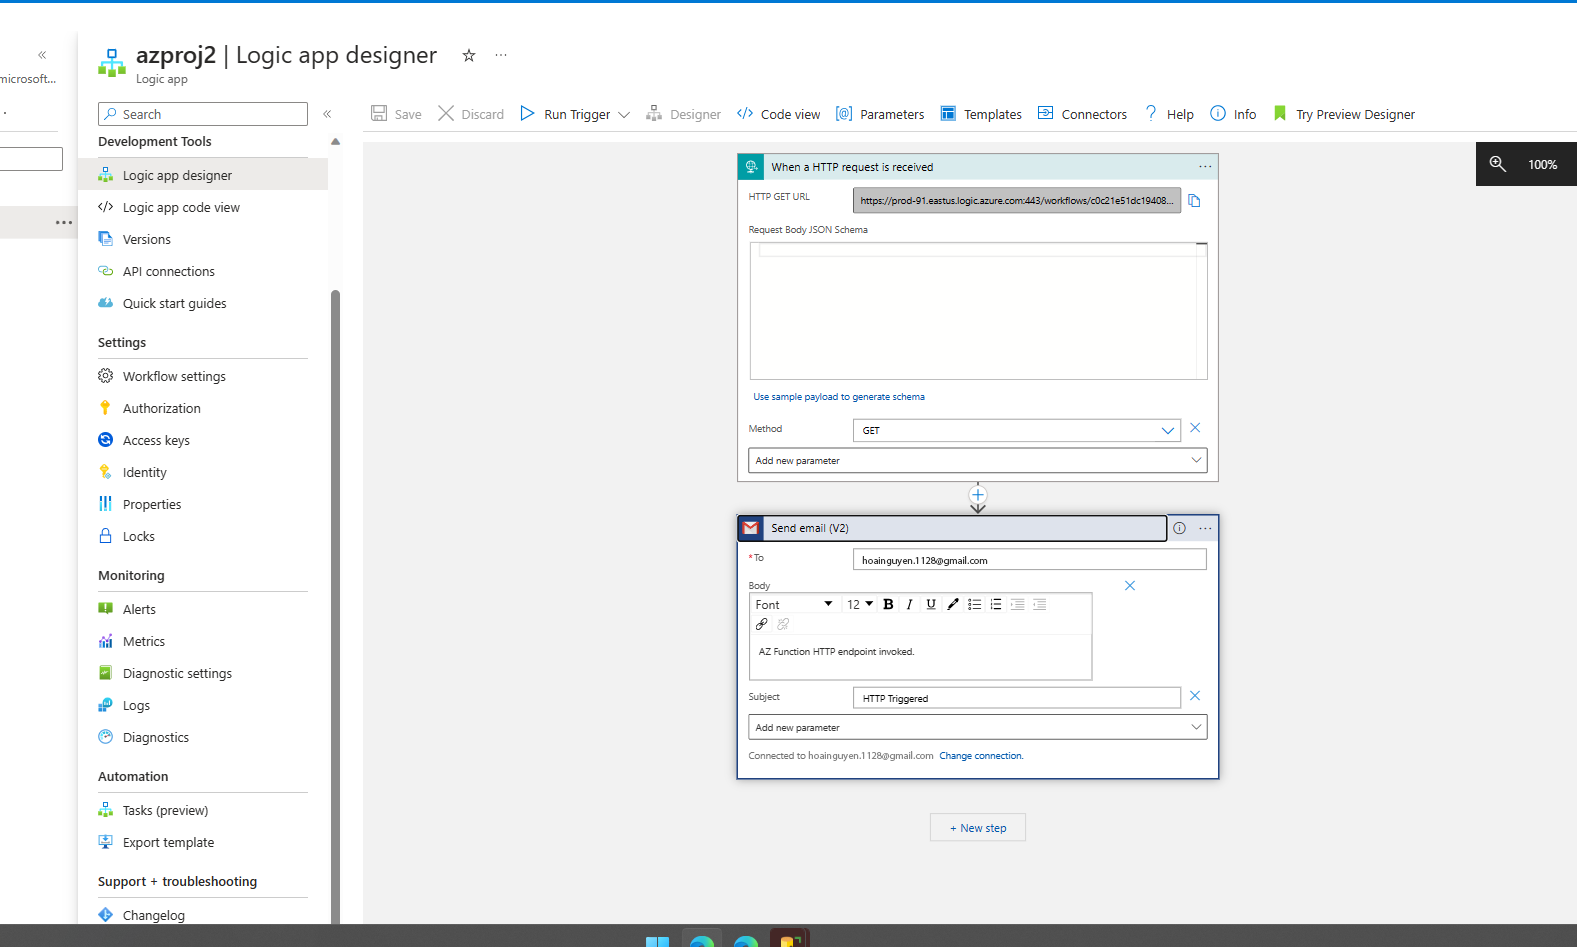 azproj2 | Logic app designer
Logic app
microsoft...
Search
Save
Discard
Run Trigger
Designer
Code view
Parameters
Templates
Connectors
Help
Info
Try Preview Designer
Development Tools
Logic app designer
Logic app code view
Versions
API connections
Quick start guides
Settings
Workflow settings
Authorization
Access keys
Identity
Properties
Locks
Monitoring
Alerts
Metrics
Diagnostic settings
Logs
Diagnostics
Automation
Tasks (preview)
Export template
Support + troubleshooting
Changelog
100%
When a HTTP request is received
HTTP GET URL
https://prod-91.eastus.logic.azure.com:443/workflows/c0c21e51dc19408...
Request Body JSON Schema
Use sample payload to generate schema
Method
GET
Add new parameter
Send email (V2)
* To
hoainguyen.1128@gmail.com
Body
Font
12
B
I
U
AZ Function HTTP endpoint invoked.
Subject
HTTP Triggered
Add new parameter
Connected to hoainguyen.1128@gmail.com Change connection.
+ New step